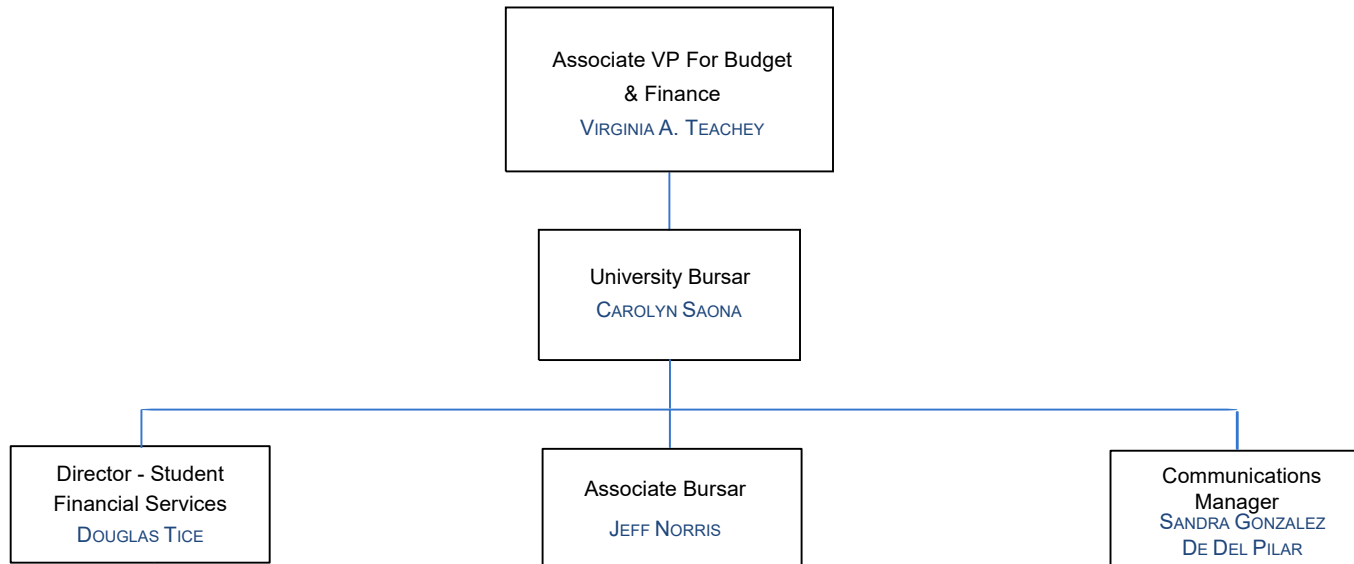 Associate VP For Budget
& Finance
VIRGINIA A. TEACHEY
University Bursar
CAROLYN SAONA
Director - Student
Financial Services
DOUGLAS TICE
Associate Bursar
JEFF NORRIS
Communications
Manager
SANDRA GONZALEZ
DE DEL PILAR